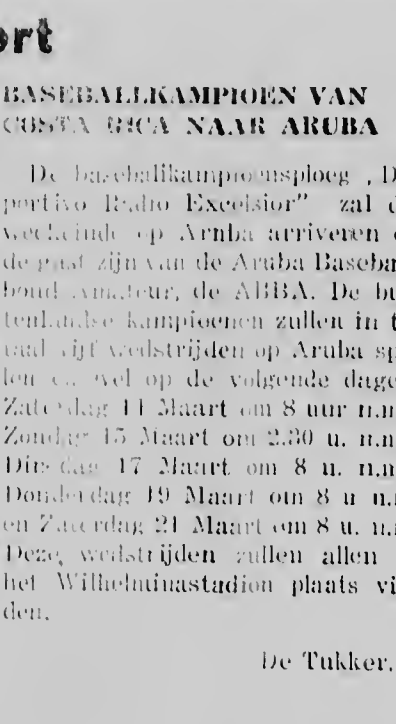 ort
BASEBALLKAMPIOEN VAN
COSTA RICA NAAR ARUBA
De baseballkampioensploeg „D
portivo Radio Excelsior” zal d
weekeinde op Arnba arriveren e
de gast zijn van de Aruba Baseba
boud Amateur, de ABBA. De bu
tenlandse kampioenen zullen in t
taal vijf wedstrijden op Aruba sp
len en wel op de volgende dage
Zaterdag 14 Maart om 8 uur n.m
Zondag 15 Maart om 2.30 u. n.m
Dinsdag 17 Maart om 8 u. n.m
Donderdag 19 Maart om 8 u n.m
en Zaterdag 21 Maart om 8 u. n.m
Deze wedstrijden zullen allen
het Wilhelminastadion plaats vi
den.
De Tukker.